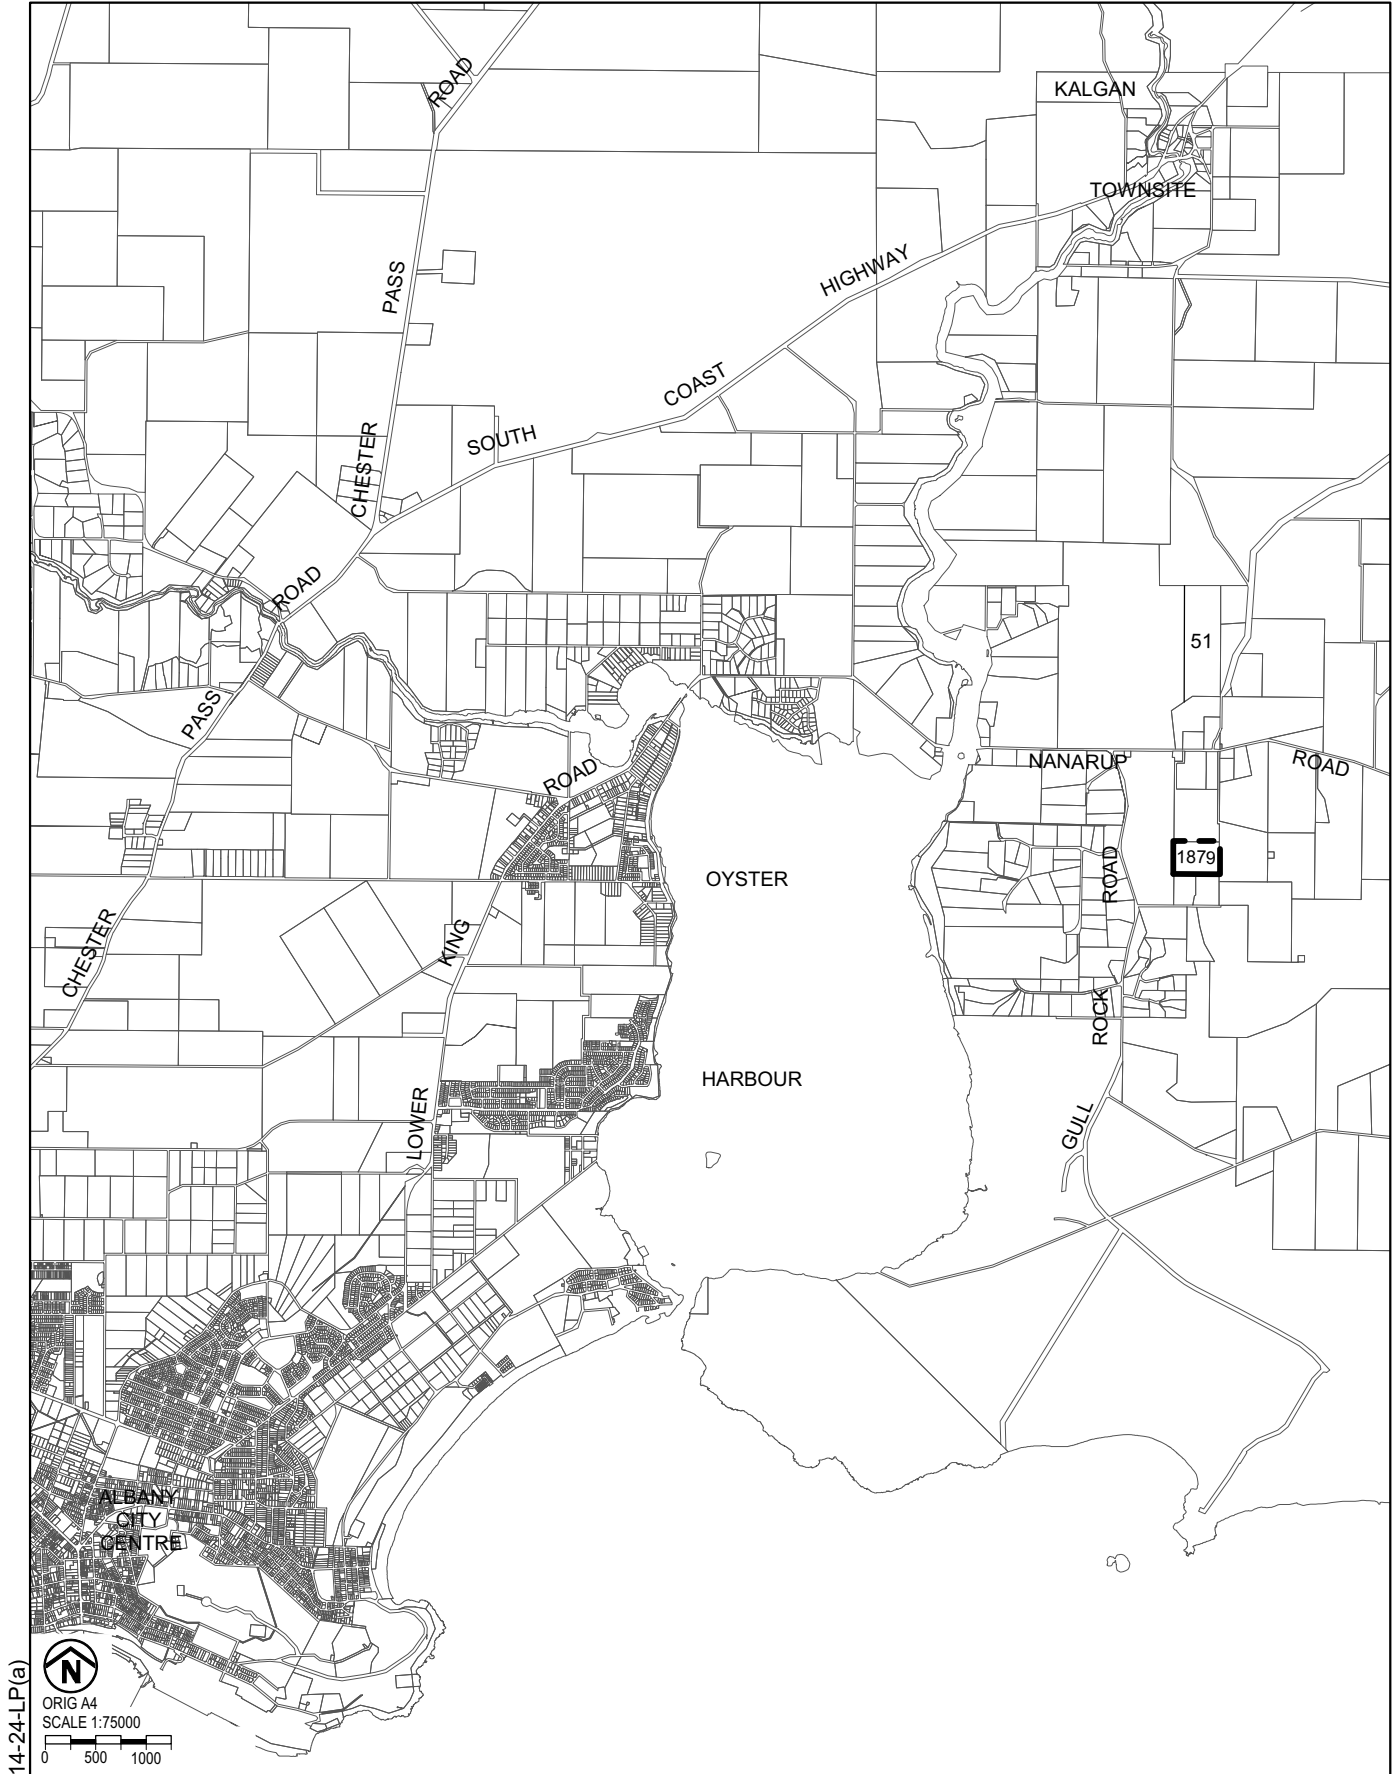 ROAD
KALGAN
TOWNSITE
PASS
HIGHWAY
COAST
SOUTH
CHESTER
ROAD
51
PASS
NANARUP
ROAD
ROAD
1879
ROAD
OYSTER
CHESTER
KING
ROCK
HARBOUR
LOWER
GULL
ALBANY
CITY
CENTRE
N
ORIG A4
SCALE 1:75000
0 500 1000
14-24-LP(a)